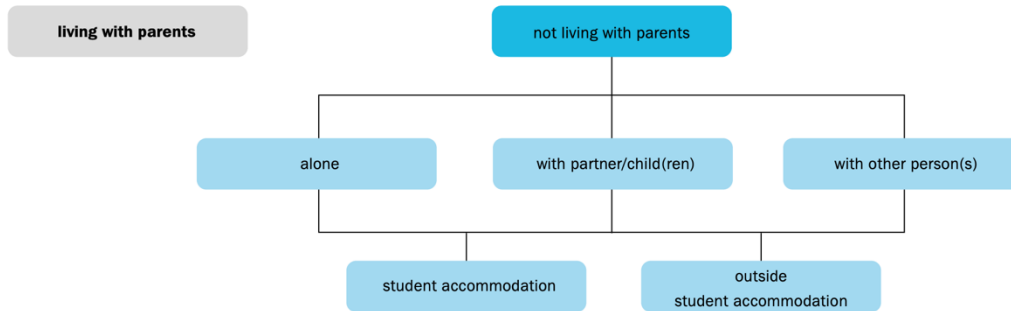 living with parents
not living with parents
alone
with partner/child(ren)
with other person(s)
student accommodation
outside
student accommodation